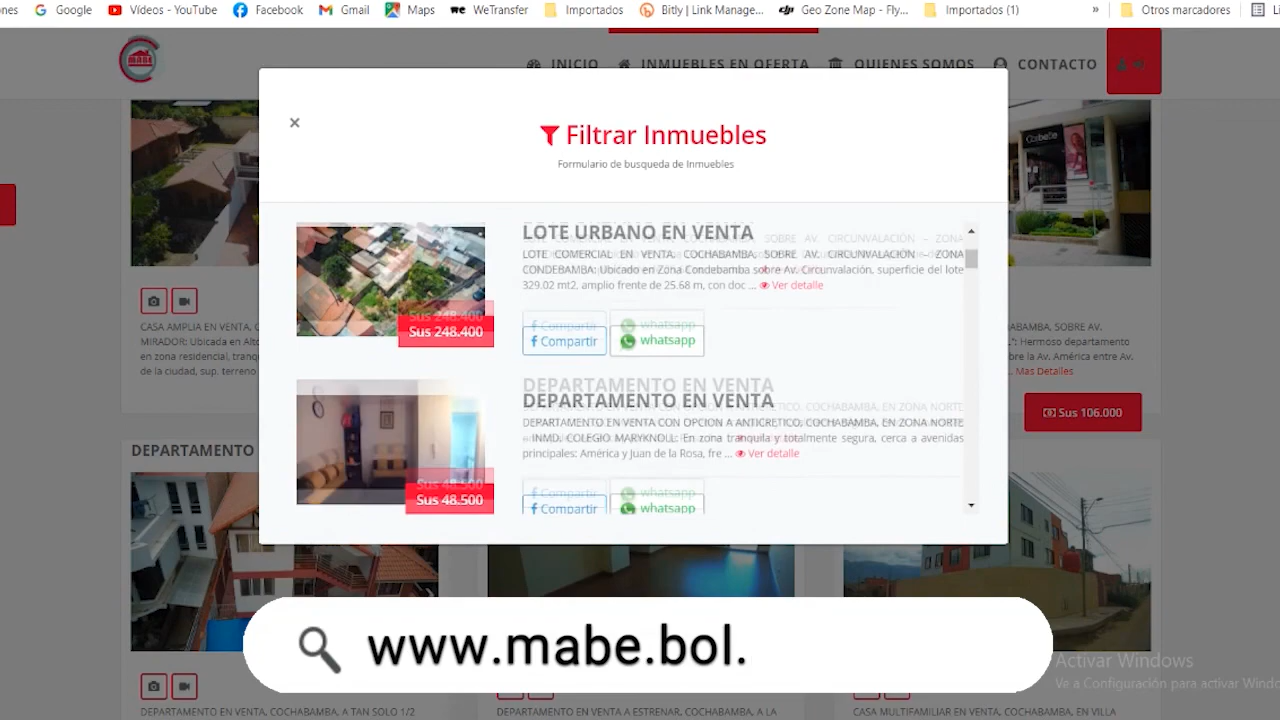 Google Vídeos - YouTube Facebook Gmail Maps WeTransfer Importados Bitly | Link Manage... Geo Zone Map - Fly... Importados (1) » Otros marcadores
MABE INICIO INMUEBLES EN OFERTA QUIENES SOMOS CONTACTO
×
Filtrar Inmuebles
Formulario de busqueda de Inmuebles
LOTE URBANO EN VENTA
LOTE COMERCIAL EN VENTA, COCHABAMBA, SOBRE AV. CIRCUNVALACIÓN – ZONA
CONDEBAMBA: Ubicado en Zona Condebamba sobre Av. Circunvalación, superficie del lote
329.02 mt2, amplio frente de 25.68 m, con doc ... Ver detalle
Sus 248.400
Compartir whatsapp
DEPARTAMENTO EN VENTA
DEPARTAMENTO EN VENTA CON OPCION A ANTICRETICO, COCHABAMBA, EN ZONA NORTE
– INMD. COLEGIO MARYKNOLL: En zona tranquila y totalmente segura, cerca a avenidas
principales: América y Juan de la Rosa, fre ... Ver detalle
Sus 48.500
Compartir whatsapp
CASA AMPLIA EN VENTA,
MIRADOR: Ubicada en Alto
en zona residencial, tranqu
de la ciudad, sup. terreno
ABAMBA, SOBRE AV.
: Hermoso departamento
bre la Av. América entre Av.
Mas Detalles
Sus 106.000
DEPARTAMENTO
www.mabe.bol.
Activar Windows
Ve a Configuración para activar Windo
DEPARTAMENTO EN VENTA, COCHABAMBA, A TAN SOLO 1/2
DEPARTAMENTO EN VENTA A ESTRENAR, COCHABAMBA, A LA
CASA MULTIFAMILIAR EN VENTA, COCHABAMBA, EN VILLA